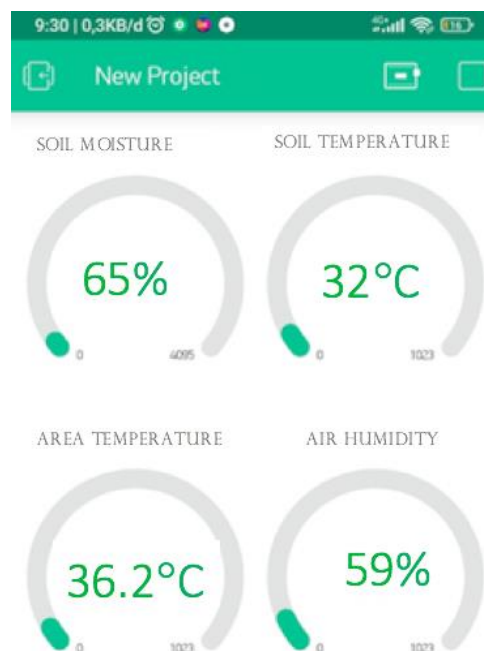 9:30 | 0,3KB/d
16
New Project
SOIL MOISTURE
SOIL TEMPERATURE
65%
32°C
0
4095
0
1023
AREA TEMPERATURE
AIR HUMIDITY
36.2°C
59%
0
1023
0
1023